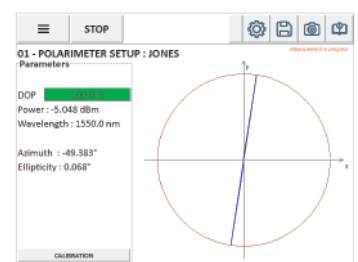 STOP
01 - POLARIMETER SETUP : JONES
Measurement in progress
Parameters
DOP
Power : -5.048 dBm
Wavelength : 1550.0 nm
Azimuth : -49.383°
Ellipticity : 0.068°
CALIBRATION
y
x